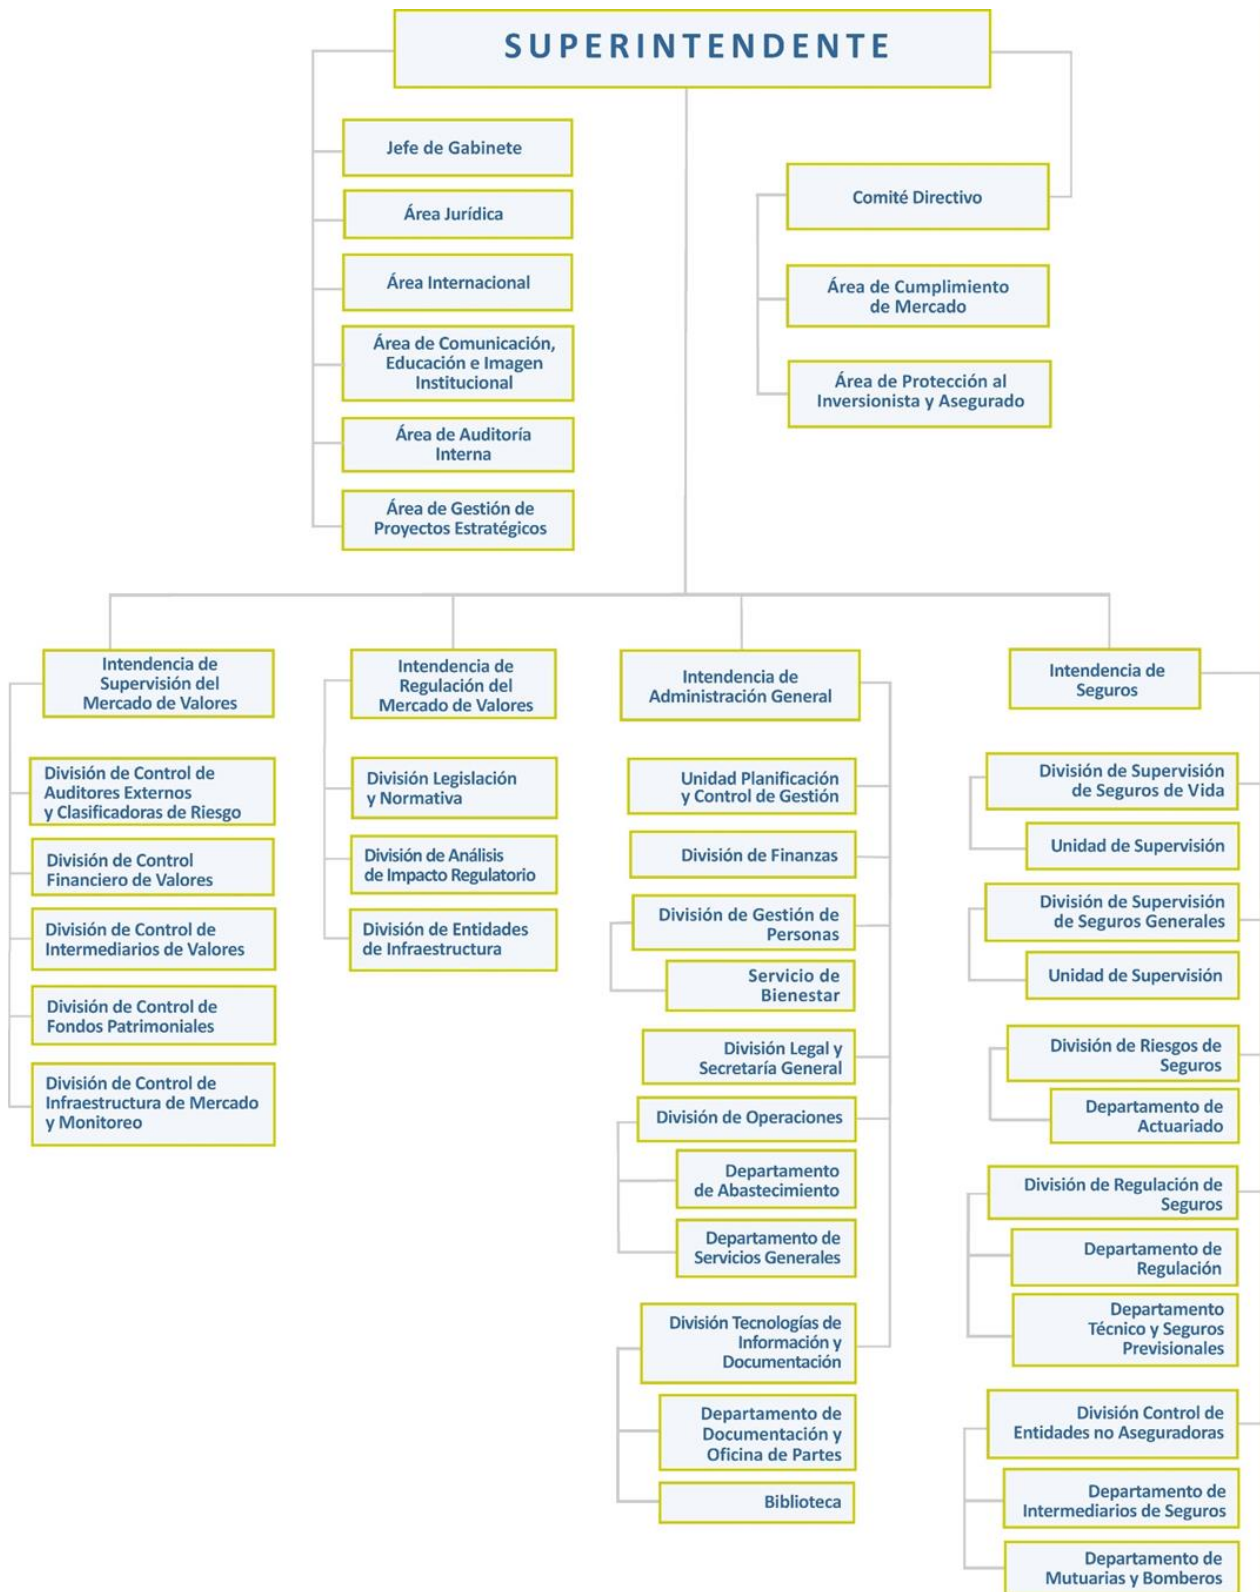 SUPERINTENDENTE
Jefe de Gabinete
Área Jurídica
Área Internacional
Área de Comunicación,
Educación e Imagen
Institucional
Área de Auditoría
Interna
Área de Gestión de
Proyectos Estratégicos
Comité Directivo
Área de Cumplimiento
de Mercado
Área de Protección al
Inversionista y Asegurado
Intendencia de
Supervisión del
Mercado de Valores
División de Control de
Auditores Externos
y Clasificadoras de Riesgo
División de Control
Financiero de Valores
División de Control de
Intermediarios de Valores
División de Control de
Fondos Patrimoniales
División de Control de
Infraestructura de Mercado
y Monitoreo
Intendencia de
Regulación del
Mercado de Valores
División Legislación
y Normativa
División de Análisis
de Impacto Regulatorio
División de Entidades
de Infraestructura
Intendencia de
Administración General
Unidad Planificación
y Control de Gestión
División de Finanzas
División de Gestión de
Personas
Servicio de
Bienestar
División Legal y
Secretaría General
División de Operaciones
Departamento
de Abastecimiento
Departamento de
Servicios Generales
División Tecnologías de
Información y
Documentación
Departamento de
Documentación y
Oficina de Partes
Biblioteca
Intendencia de
Seguros
División de Supervisión
de Seguros de Vida
Unidad de Supervisión
División de Supervisión
de Seguros Generales
Unidad de Supervisión
División de Riesgos de
Seguros
Departamento de
Actuariado
División de Regulación de
Seguros
Departamento de
Regulación
Departamento
Técnico y Seguros
Previsionales
División Control de
Entidades no Aseguradoras
Departamento de
Intermediarios de Seguros
Departamento de
Mutuarias y Bomberos